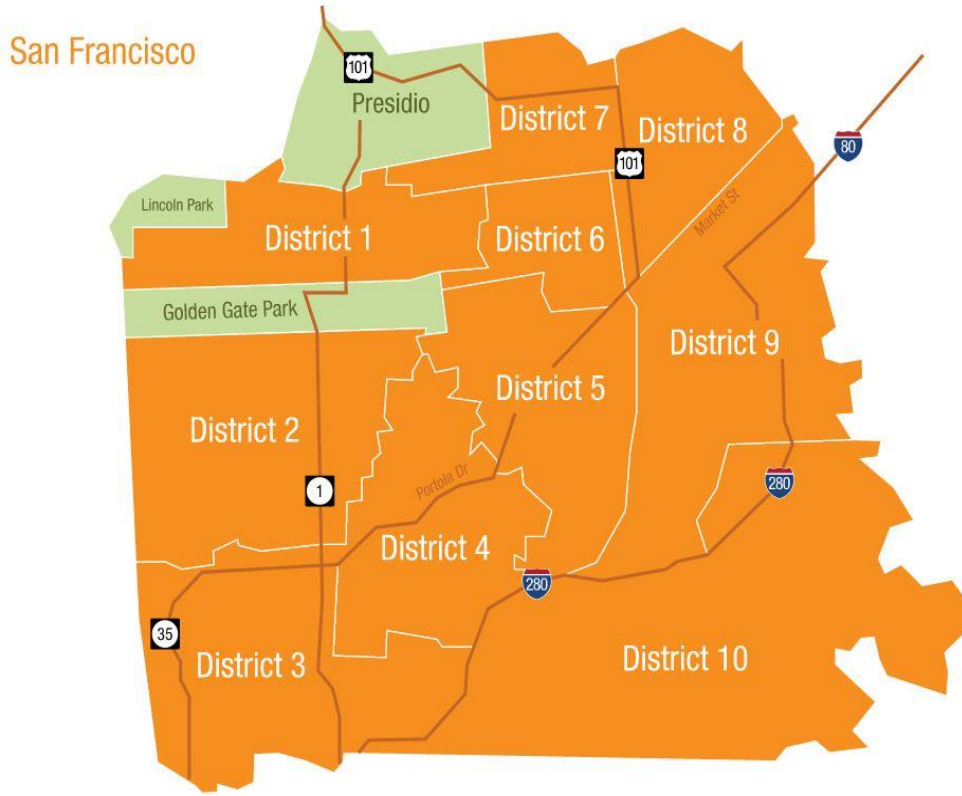 San Francisco
101
Presidio
District 7
District 8
80
101
Lincoln Park
Market St
District 1
District 6
Golden Gate Park
District 9
District 5
District 2
Portola Dr
280
1
District 4
280
35
District 3
District 10